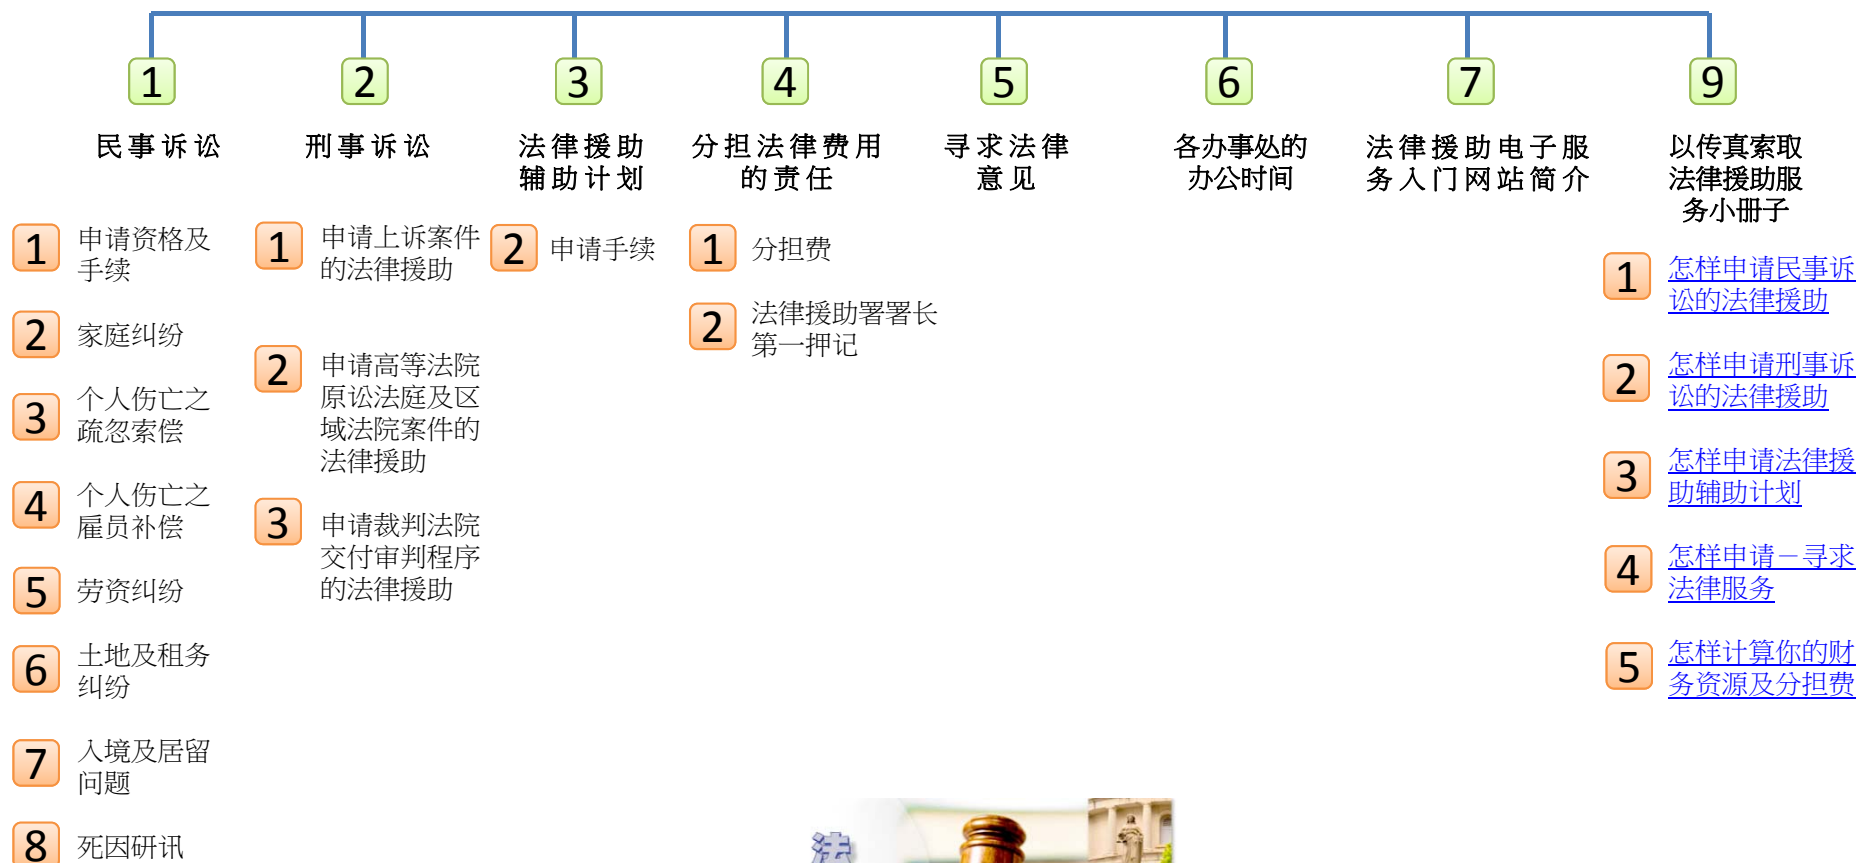 1
民事诉讼
1
申请资格及
手续
2
家庭纠纷
3
个人伤亡之
疏忽索偿
4
个人伤亡之
雇员补偿
5
劳资纠纷
6
土地及租务
纠纷
7
入境及居留
问题
8
死因研讯
2
刑事诉讼
1
申请上诉案件
的法律援助
2
申请高等法院
原讼法庭及区
域法院案件的
法律援助
3
申请裁判法院
交付审判程序
的法律援助
3
法律援助
辅助计划
2
申请手续
4
分担法律费用
的责任
1
分担费
2
法律援助署署长
第一押记
5
寻求法律
意见
6
各办事处的
办公时间
7
法律援助电子服
务入门网站简介
9
以传真索取
法律援助服
务小册子
1
怎样申请民事诉
讼的法律援助
2
怎样申请刑事诉
讼的法律援助
3
怎样申请法律援
助辅助计划
4
怎样申请－寻求
法律服务
5
怎样计算你的财
务资源及分担费
法